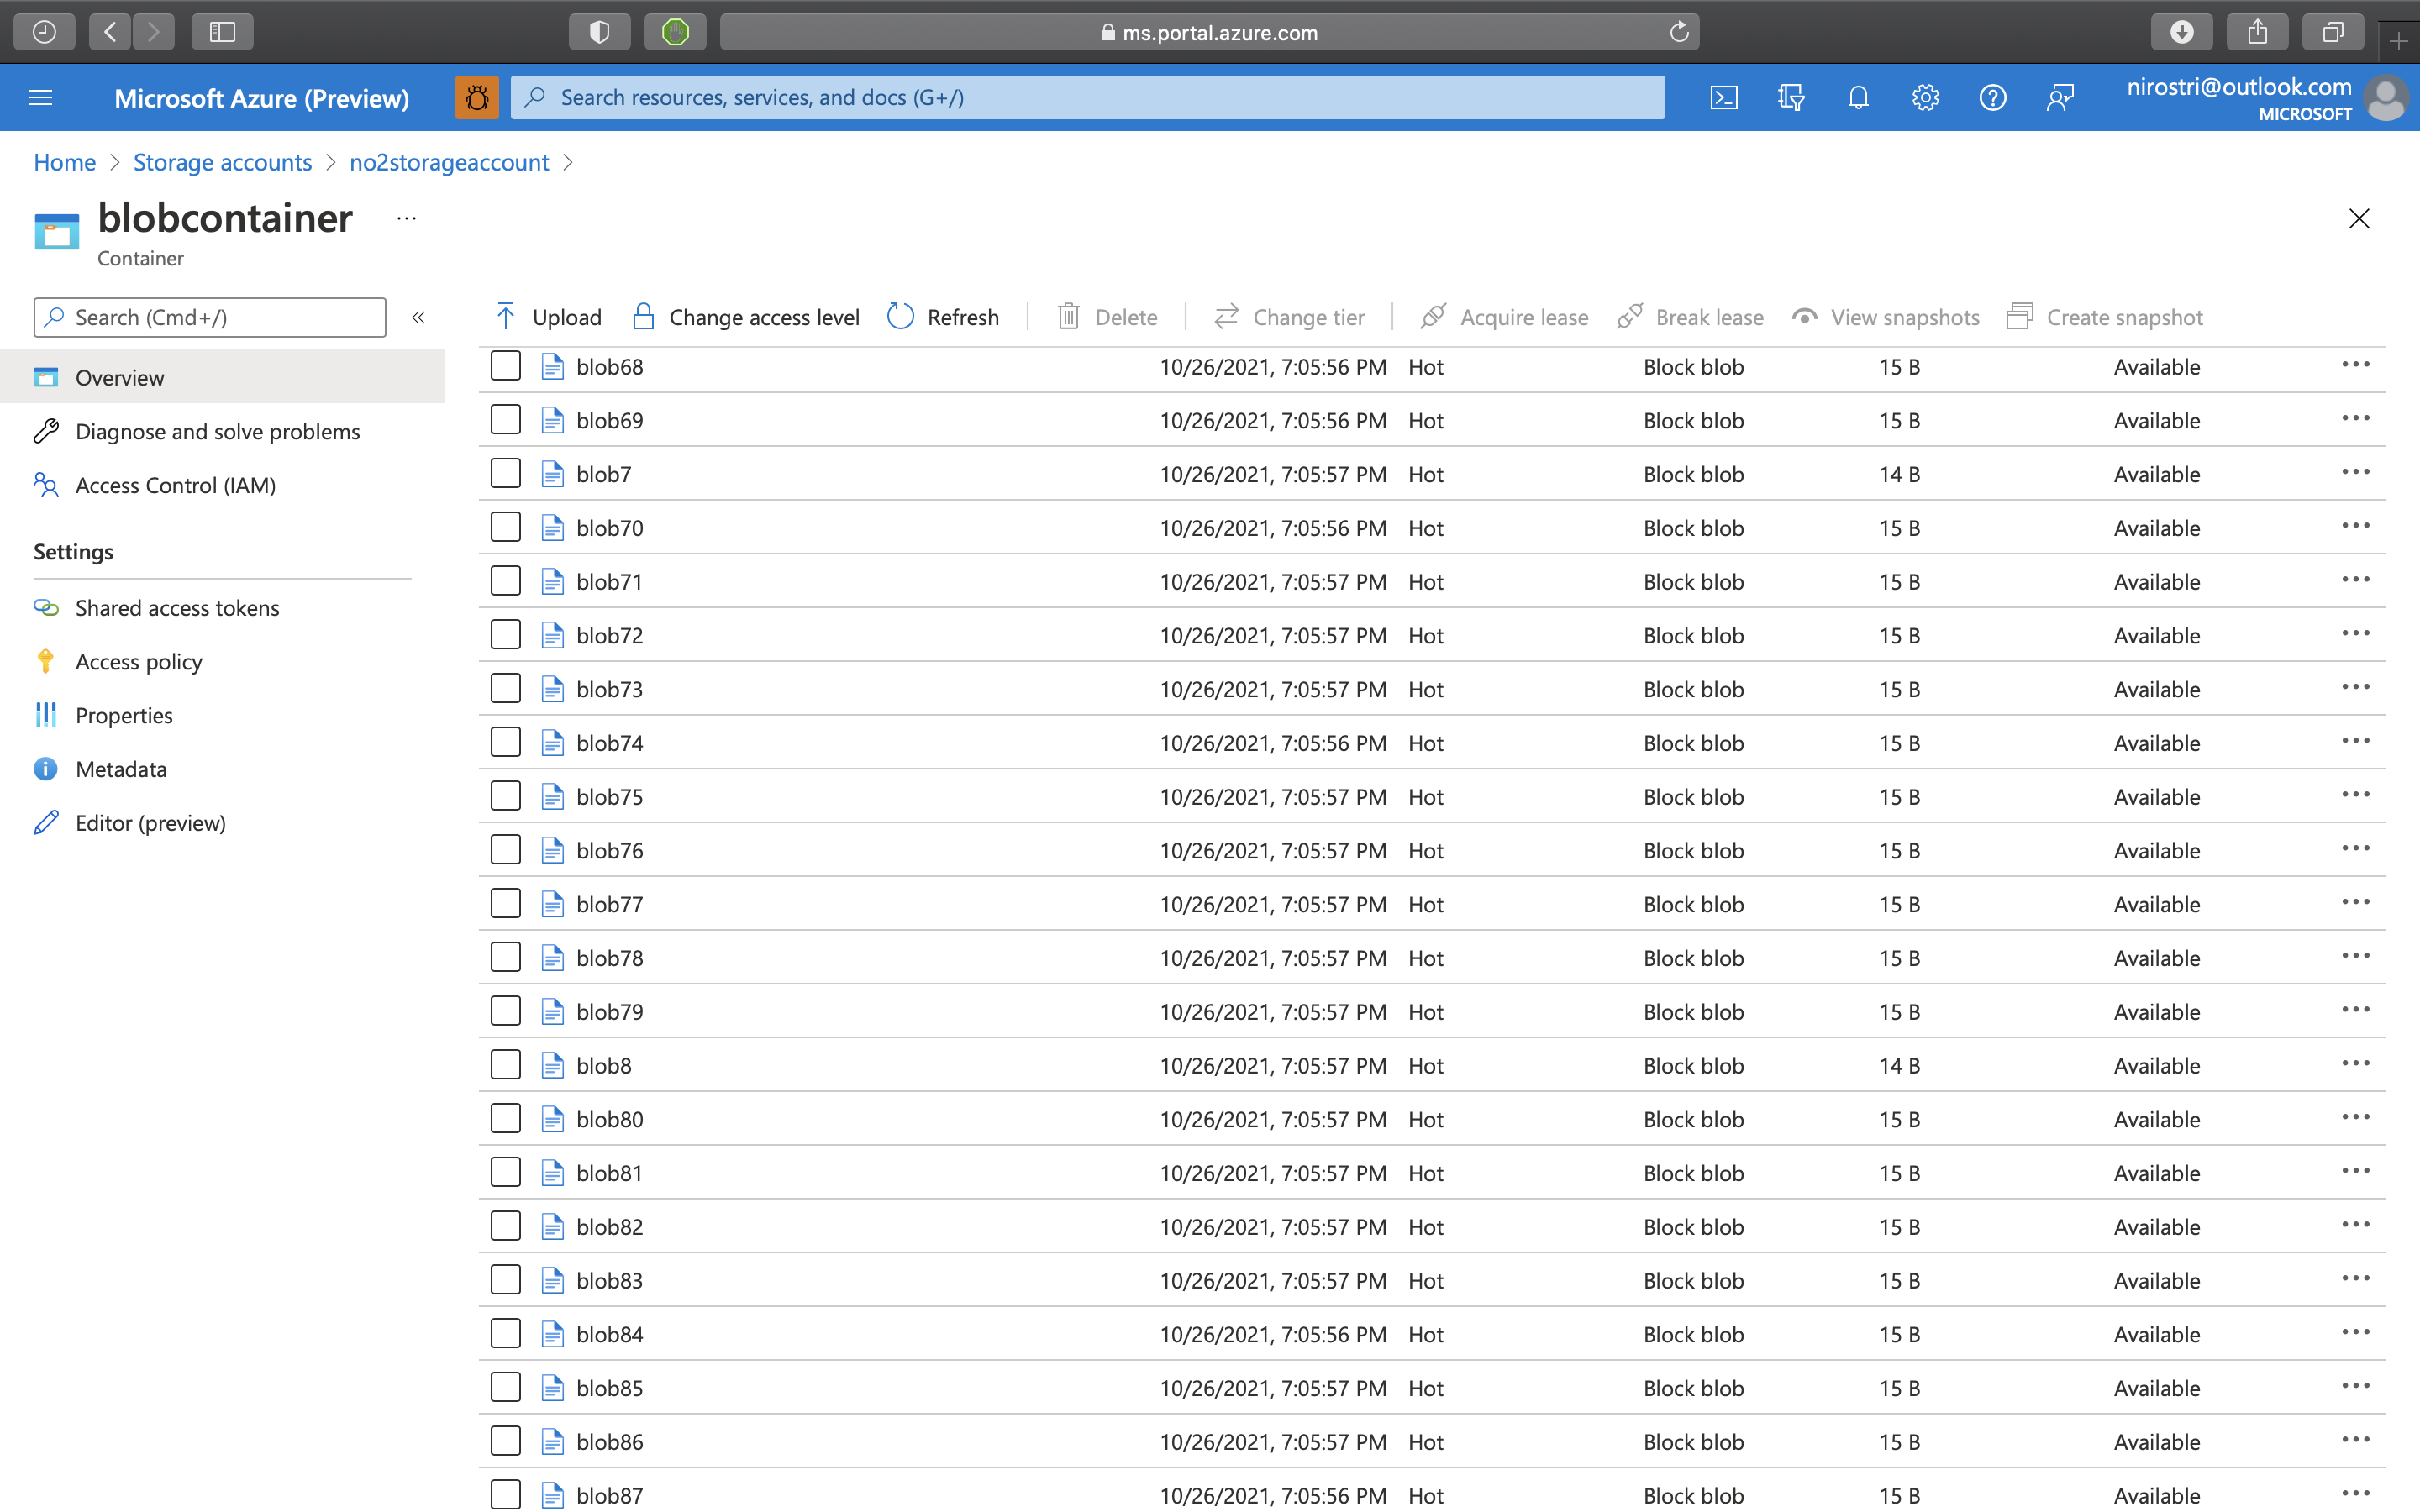 ms.portal.azure.com
Microsoft Azure (Preview)
Search resources, services, and docs (G+/)
nirostri@outlook.com
MICROSOFT
Home > Storage accounts > no2storageaccount >
blobcontainer ...
Container
Search (Cmd+/)
«
Upload Change access level Refresh Delete Change tier Acquire lease Break lease View snapshots Create snapshot
Overview
Diagnose and solve problems
Access Control (IAM)
Settings
Shared access tokens
Access policy
Properties
Metadata
Editor (preview)
blob68 10/26/2021, 7:05:56 PM Hot Block blob 15 B Available
blob69 10/26/2021, 7:05:56 PM Hot Block blob 15 B Available
blob7 10/26/2021, 7:05:57 PM Hot Block blob 14 B Available
blob70 10/26/2021, 7:05:56 PM Hot Block blob 15 B Available
blob71 10/26/2021, 7:05:57 PM Hot Block blob 15 B Available
blob72 10/26/2021, 7:05:57 PM Hot Block blob 15 B Available
blob73 10/26/2021, 7:05:57 PM Hot Block blob 15 B Available
blob74 10/26/2021, 7:05:56 PM Hot Block blob 15 B Available
blob75 10/26/2021, 7:05:57 PM Hot Block blob 15 B Available
blob76 10/26/2021, 7:05:57 PM Hot Block blob 15 B Available
blob77 10/26/2021, 7:05:57 PM Hot Block blob 15 B Available
blob78 10/26/2021, 7:05:57 PM Hot Block blob 15 B Available
blob79 10/26/2021, 7:05:57 PM Hot Block blob 15 B Available
blob8 10/26/2021, 7:05:57 PM Hot Block blob 14 B Available
blob80 10/26/2021, 7:05:57 PM Hot Block blob 15 B Available
blob81 10/26/2021, 7:05:57 PM Hot Block blob 15 B Available
blob82 10/26/2021, 7:05:57 PM Hot Block blob 15 B Available
blob83 10/26/2021, 7:05:57 PM Hot Block blob 15 B Available
blob84 10/26/2021, 7:05:56 PM Hot Block blob 15 B Available
blob85 10/26/2021, 7:05:57 PM Hot Block blob 15 B Available
blob86 10/26/2021, 7:05:57 PM Hot Block blob 15 B Available
blob87 10/26/2021, 7:05:56 PM Hot Block blob 15 B Available